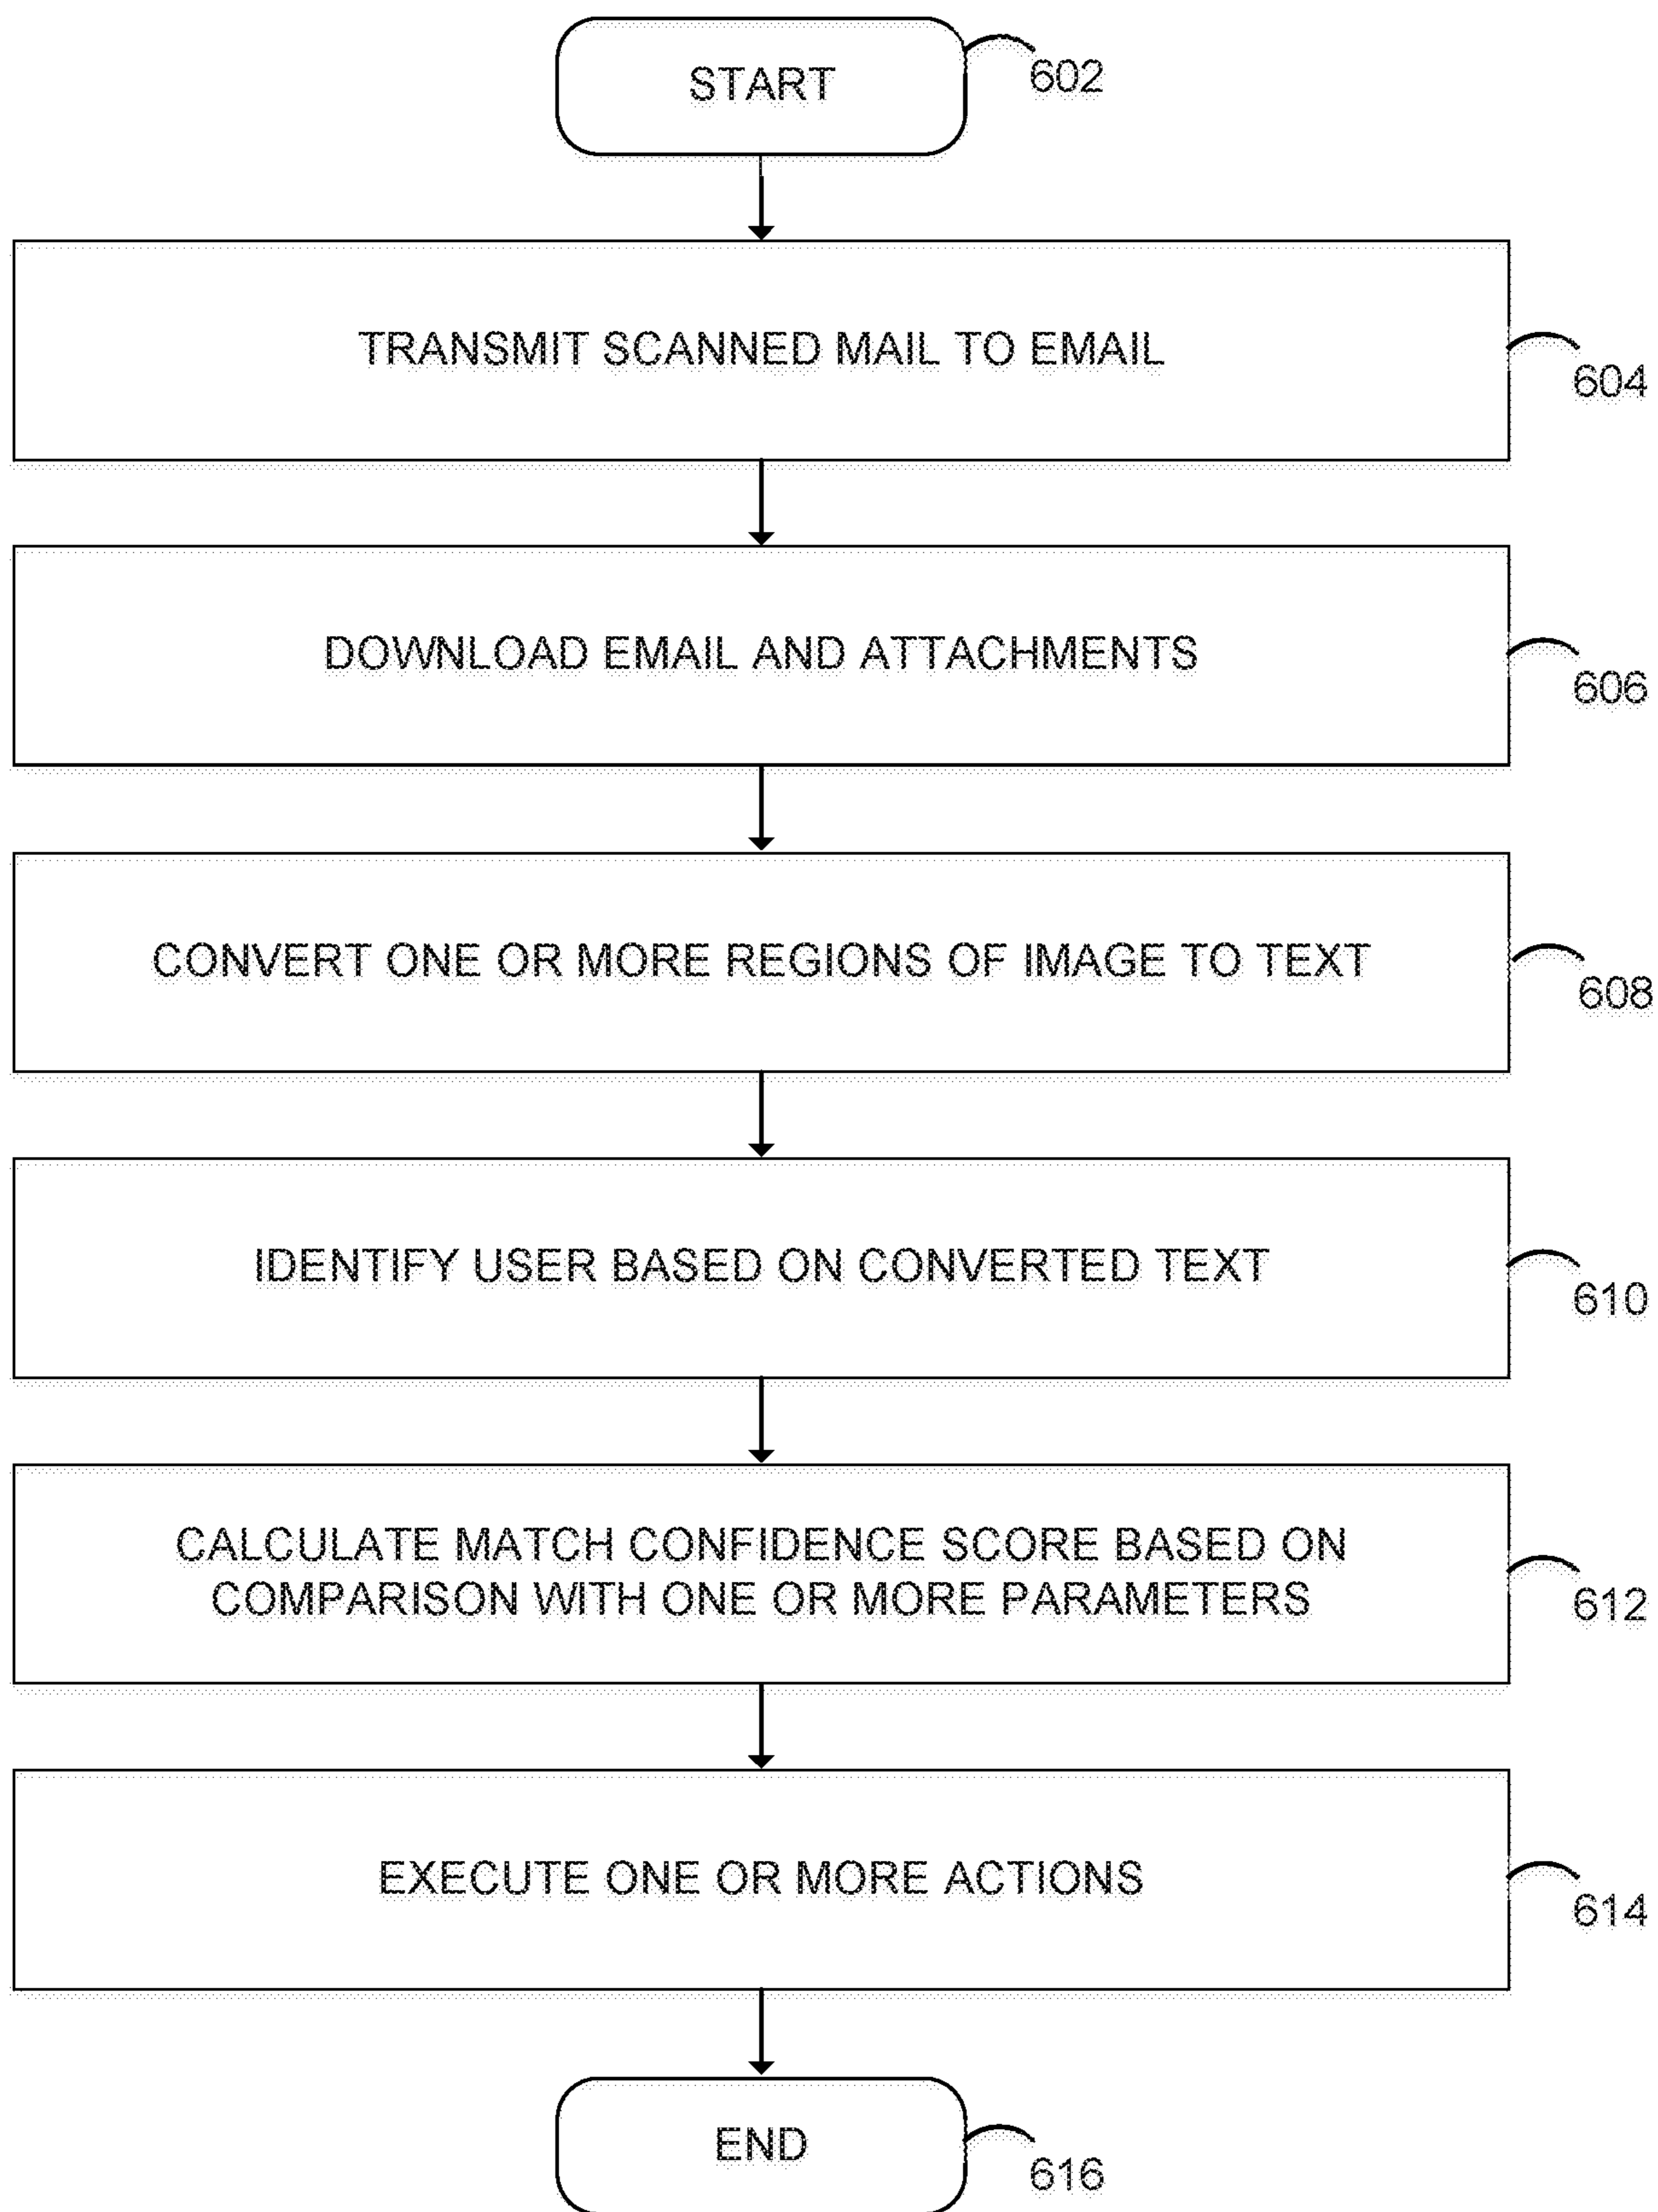 START
602
TRANSMIT SCANNED MAIL TO EMAIL
604
DOWNLOAD EMAIL AND ATTACHMENTS
606
CONVERT ONE OR MORE REGIONS OF IMAGE TO TEXT
608
IDENTIFY USER BASED ON CONVERTED TEXT
610
CALCULATE MATCH CONFIDENCE SCORE BASED ON
COMPARISON WITH ONE OR MORE PARAMETERS
612
EXECUTE ONE OR MORE ACTIONS
614
END
616